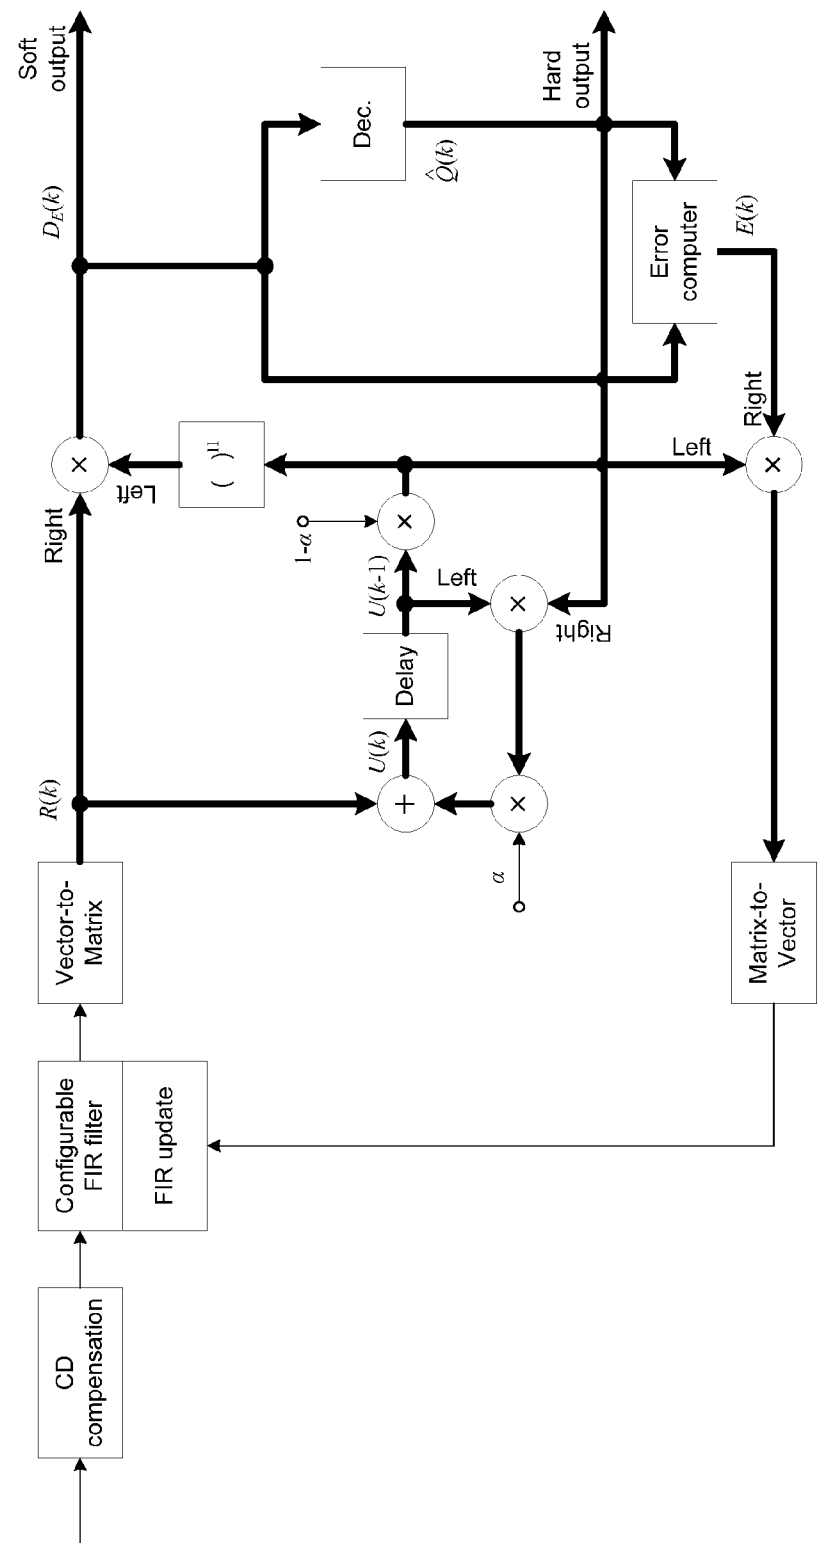 CD
compensation
Configurable
FIR filter
FIR update
Vector-to-
Matrix
R(k)
Right
Left
( )ᴴ
D_E(k)
Soft
output
U(k)
Delay
U(k-1)
1-α
×
×
+
α
×
×
Left
Right
Dec.
Q̂(k)
Hard
output
Error
computer
E(k)
Left
Right
×
Matrix-to-
Vector